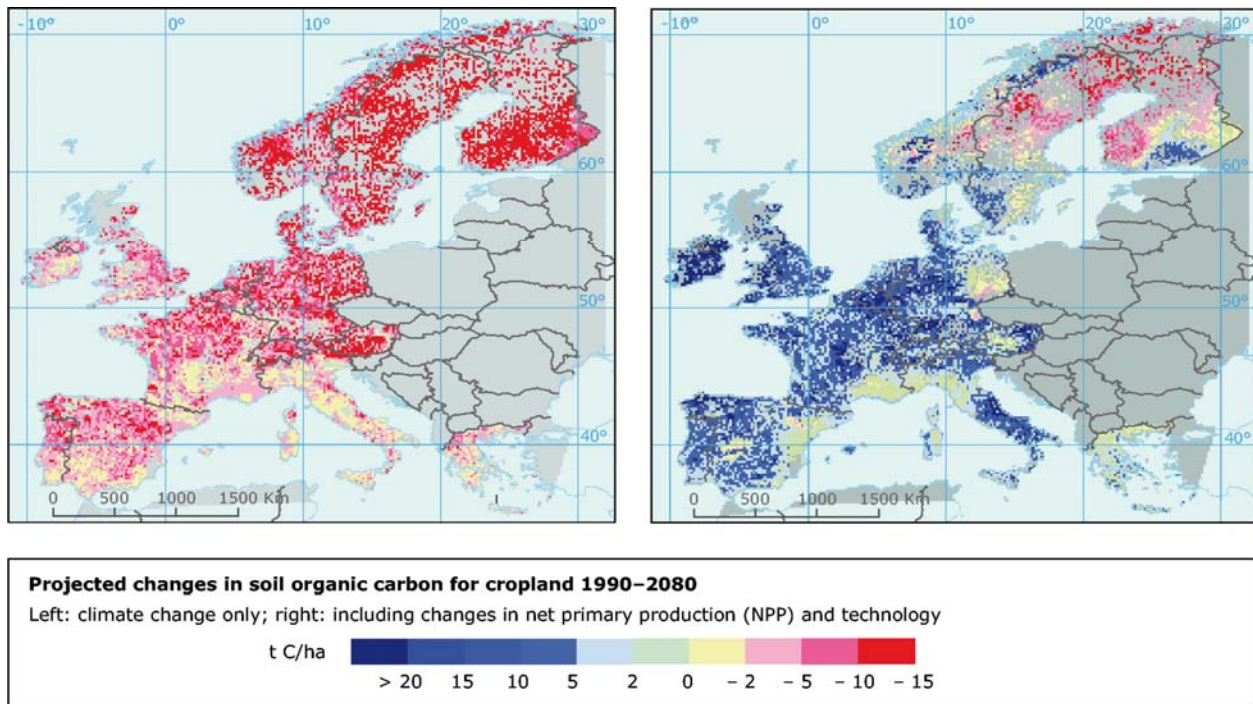 -10° 0° 10° 20° 30°
60°
50°
40°
0 500 1000 1500 Km
-10° 0° 10° 20° 30°
60°
50°
40°
0 500 1000 1500 Km
Projected changes in soil organic carbon for cropland 1990–2080
Left: climate change only; right: including changes in net primary production (NPP) and technology
t C/ha
> 20 15 10 5 2 0 – 2 – 5 – 10 – 15